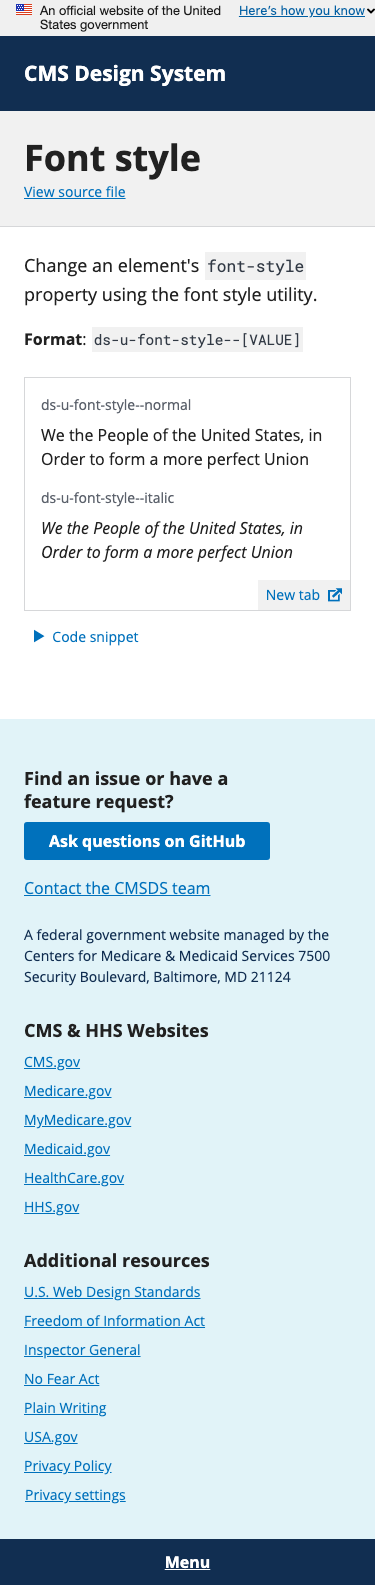 An official website of the United
States government
Here's how you know
CMS Design System
Font style
View source file
Change an element's font-style
property using the font style utility.
Format: ds-u-font-style--[VALUE]
ds-u-font-style--normal
We the People of the United States, in
Order to form a more perfect Union
ds-u-font-style--italic
We the People of the United States, in
Order to form a more perfect Union
New tab
Code snippet
Find an issue or have a
feature request?
Ask questions on GitHub
Contact the CMSDS team
A federal government website managed by the
Centers for Medicare & Medicaid Services 7500
Security Boulevard, Baltimore, MD 21124
CMS & HHS Websites
CMS.gov
Medicare.gov
MyMedicare.gov
Medicaid.gov
HealthCare.gov
HHS.gov
Additional resources
U.S. Web Design Standards
Freedom of Information Act
Inspector General
No Fear Act
Plain Writing
USA.gov
Privacy Policy
Privacy settings
Menu